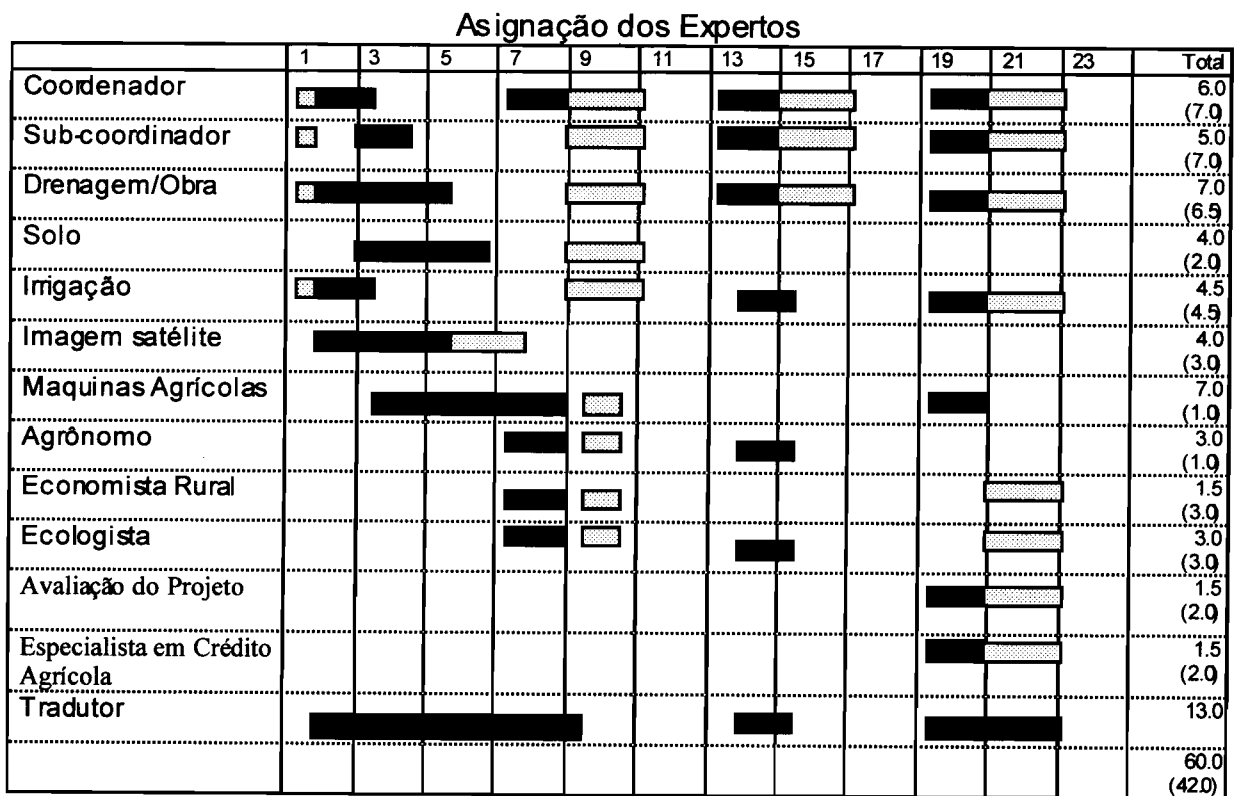 Asignação dos Expertos
1 3 5 7 9 11 13 15 17 19 21 23 Total
Coordenador 6.0
(7.0)
Sub-coordinador 5.0
(7.0)
Drenagem/Obra 7.0
(6.5)
Solo 4.0
(2.0)
Irrigação 4.5
(4.5)
Imagem satélite 4.0
(3.0)
Maquinas Agrícolas 7.0
(1.0)
Agrônomo 3.0
(1.0)
Economista Rural 1.5
(3.0)
Ecologista 3.0
(3.0)
Avaliação do Projeto 1.5
(2.0)
Especialista em Crédito 1.5
Agrícola (2.0)
Tradutor 13.0
60.0
(42.0)